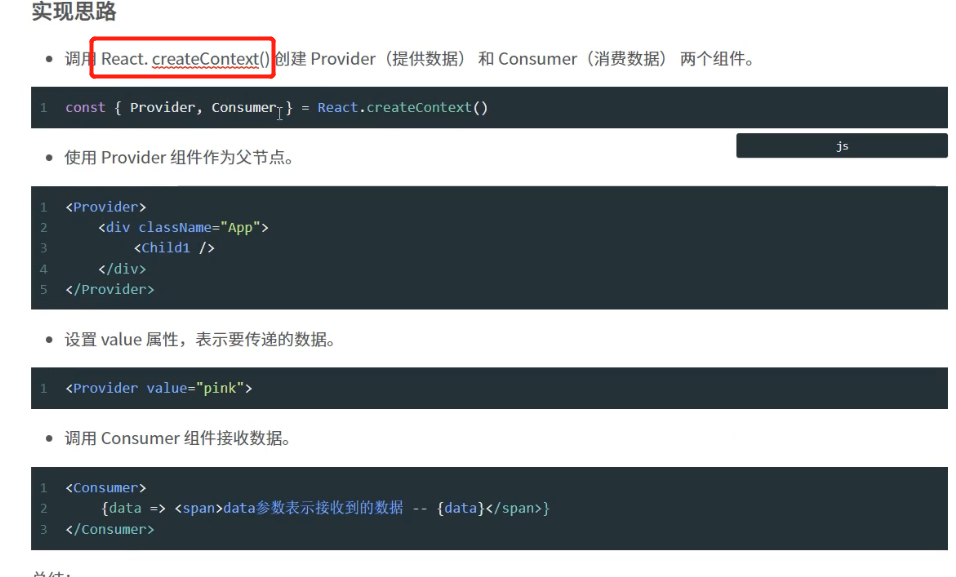 实现思路
调用 React. createContext() 创建 Provider（提供数据） 和 Consumer（消费数据） 两个组件。
1 const { Provider, Consumer } = React.createContext()
js
使用 Provider 组件作为父节点。
1 <Provider>
2 <div className="App">
3 <Child1 />
4 </div>
5 </Provider>
设置 value 属性，表示要传递的数据。
1 <Provider value="pink">
调用 Consumer 组件接收数据。
1 <Consumer>
2 {data => <span>data参数表示接收到的数据 -- {data}</span>}
3 </Consumer>